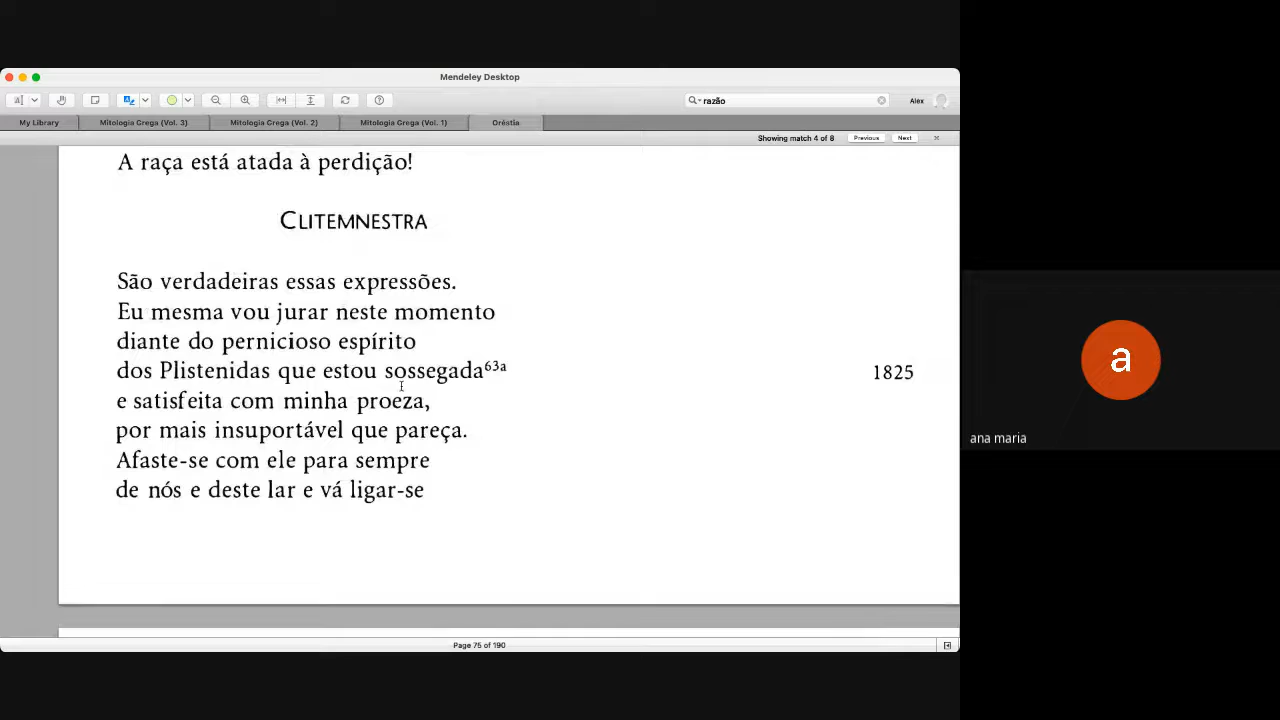 Mendeley Desktop
razão
Alex
My Library
Mitologia Grega (Vol. 3)
Mitologia Grega (Vol. 2)
Mitologia Grega (Vol. 1)
Oréstia
Showing match 4 of 8
Previous
Next
A raça está atada à perdição!
CLITEMNESTRA
São verdadeiras essas expressões.
Eu mesma vou jurar neste momento
diante do pernicioso espírito
dos Plistenidas que estou sossegada⁶³ᵃ
1825
e satisfeita com minha proeza,
por mais insuportável que pareça.
Afaste-se com ele para sempre
de nós e deste lar e vá ligar-se
Page 75 of 190
a
ana maria